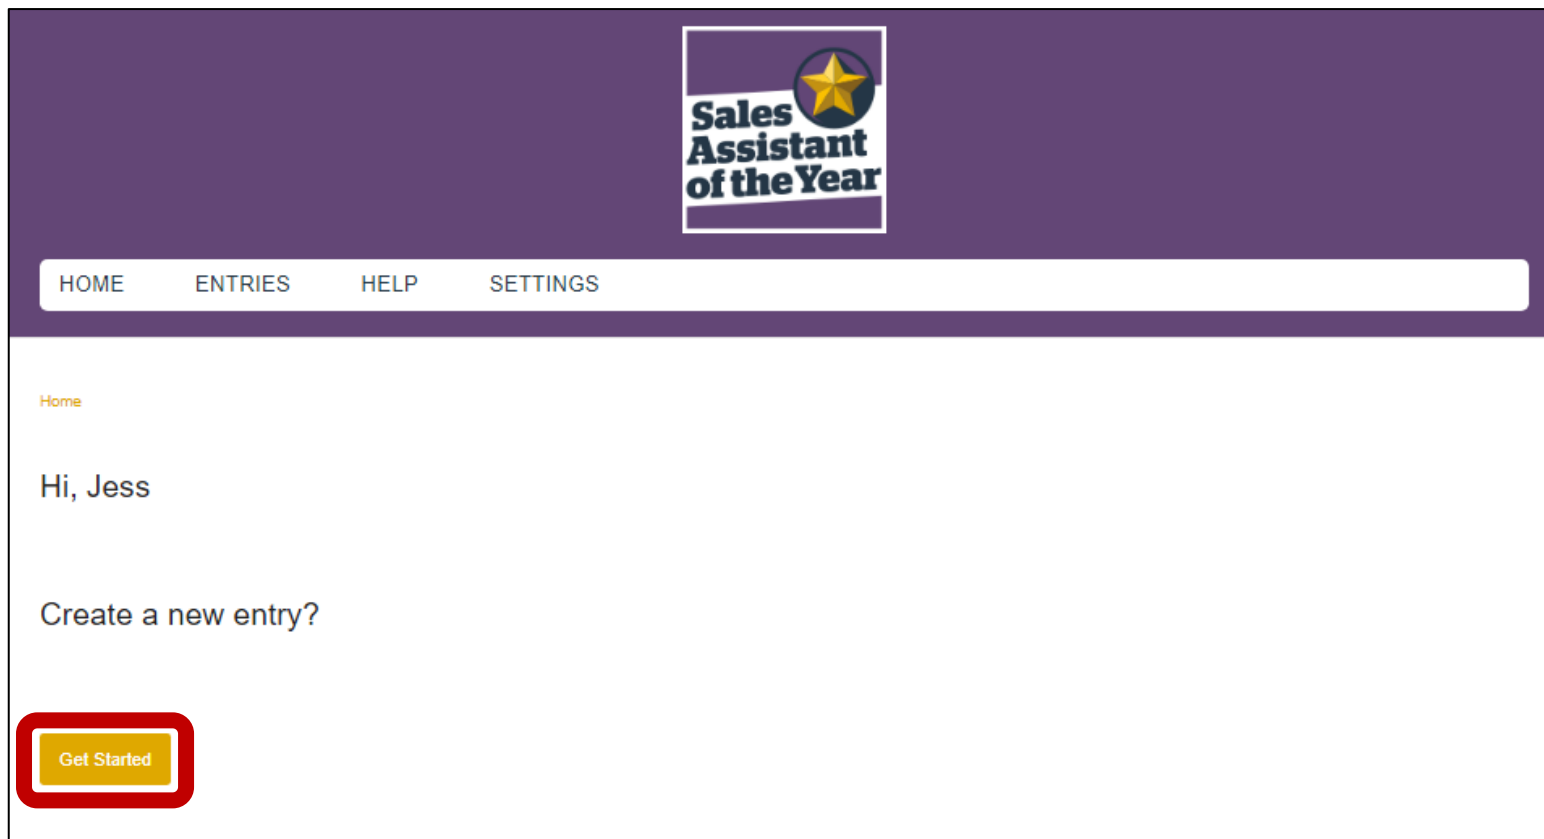 Sales
Assistant
of the Year
HOME ENTRIES HELP SETTINGS
Home
Hi, Jess
Create a new entry?
Get Started